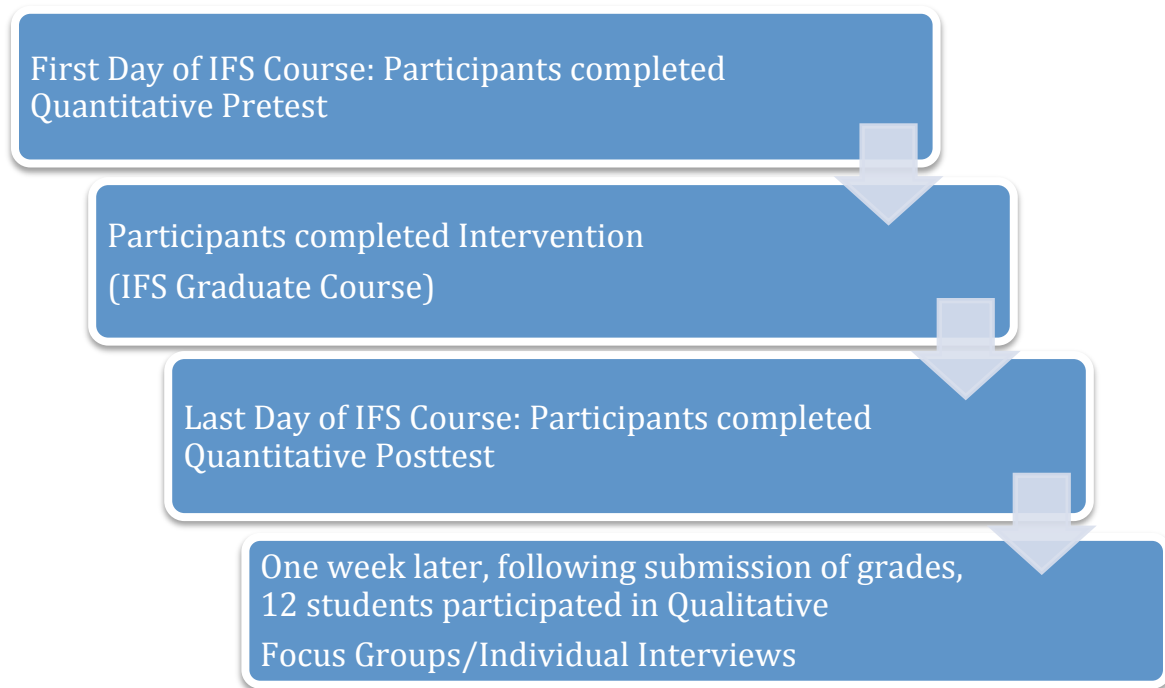 First Day of IFS Course: Participants completed
Quantitative Pretest
Participants completed Intervention
(IFS Graduate Course)
Last Day of IFS Course: Participants completed
Quantitative Posttest
One week later, following submission of grades,
12 students participated in Qualitative
Focus Groups/Individual Interviews